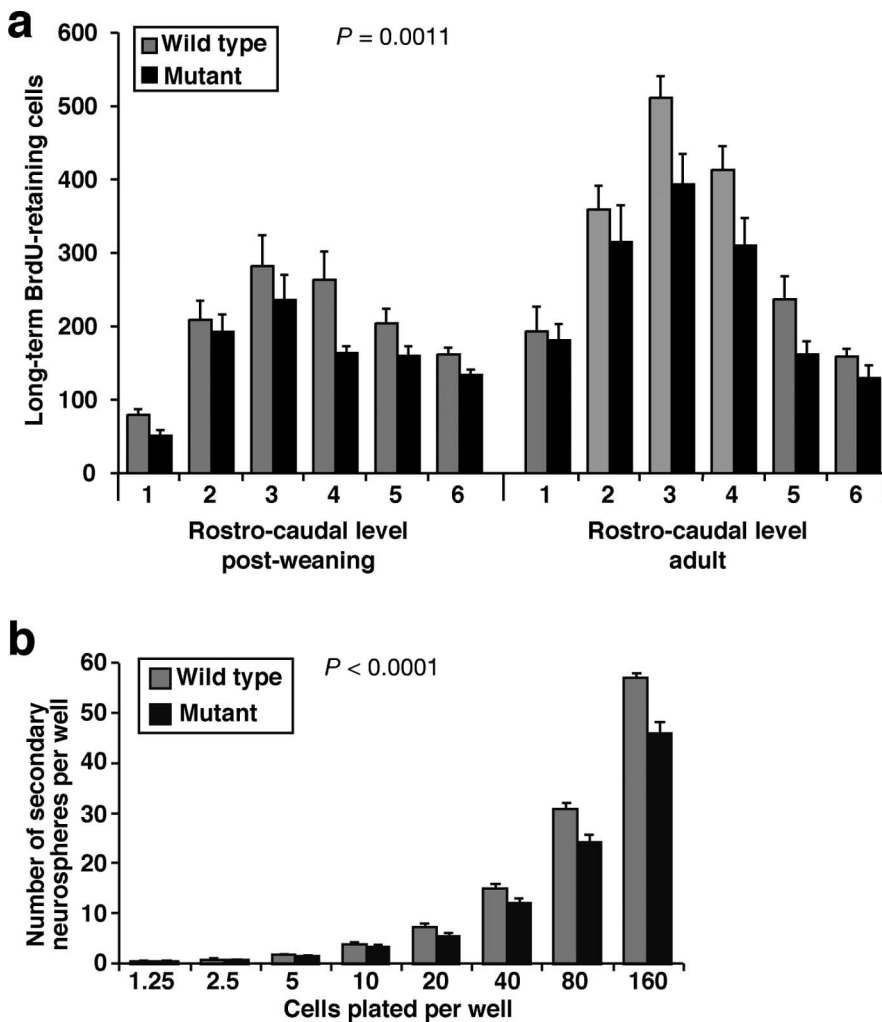 a
Long-term BrdU-retaining cells
600
500
400
300
200
100
0
Wild type
Mutant
P = 0.0011
1 2 3 4 5 6 1 2 3 4 5 6
Rostro-caudal level
post-weaning
Rostro-caudal level
adult
b
Number of secondary
neurospheres per well
60
50
40
30
20
10
0
Wild type
Mutant
P < 0.0001
1.25 2.5 5 10 20 40 80 160
Cells plated per well